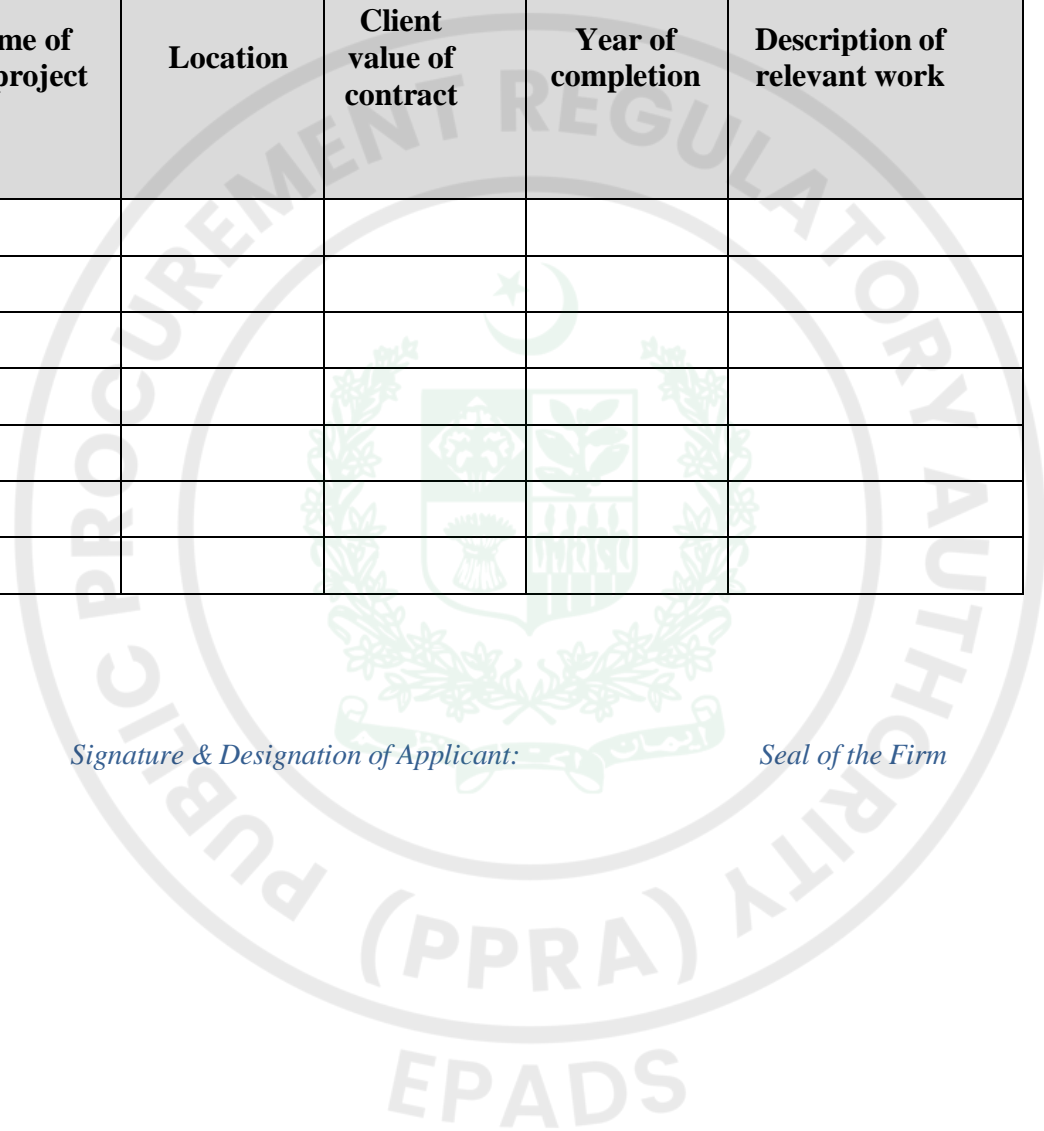 me of
project
Location
Client
value of
contract
Year of
completion
Description of
relevant work
Signature & Designation of Applicant:
Seal of the Firm
PUBLIC PROCUREMENT REGULATORY AUTHORITY
(PPRA)
EPADS